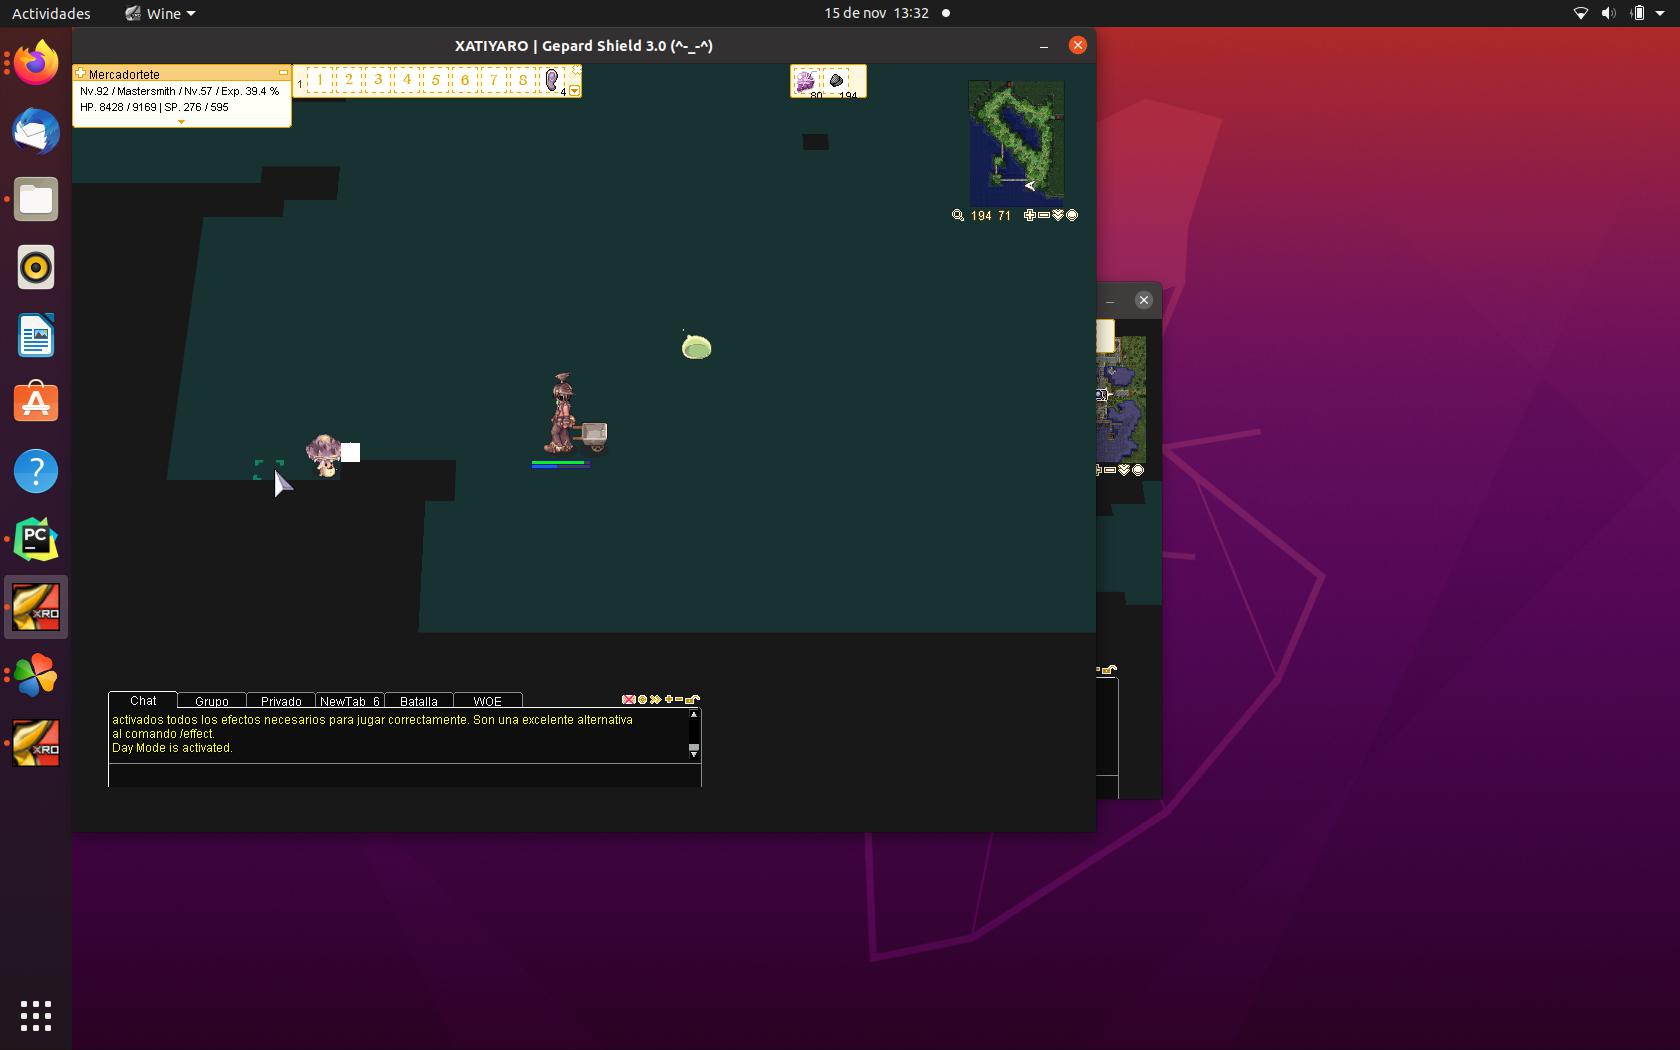 Actividades
Wine
15 de nov 13:32
XATIYARO | Gepard Shield 3.0 (^-_-^)
Mercadortete
Nv.92 / Mastersmith / Nv.57 / Exp. 39.4 %
HP. 8428 / 9169 | SP. 276 / 595
1
1 2 3 4 5 6 7 8
4
80 194
194 71
Chat Grupo Privado NewTab_6 Batalla WOE
activados todos los efectos necesarios para jugar correctamente. Son una excelente alternativa
al comando /effect.
Day Mode is activated.
?
PC
XRO
XRO